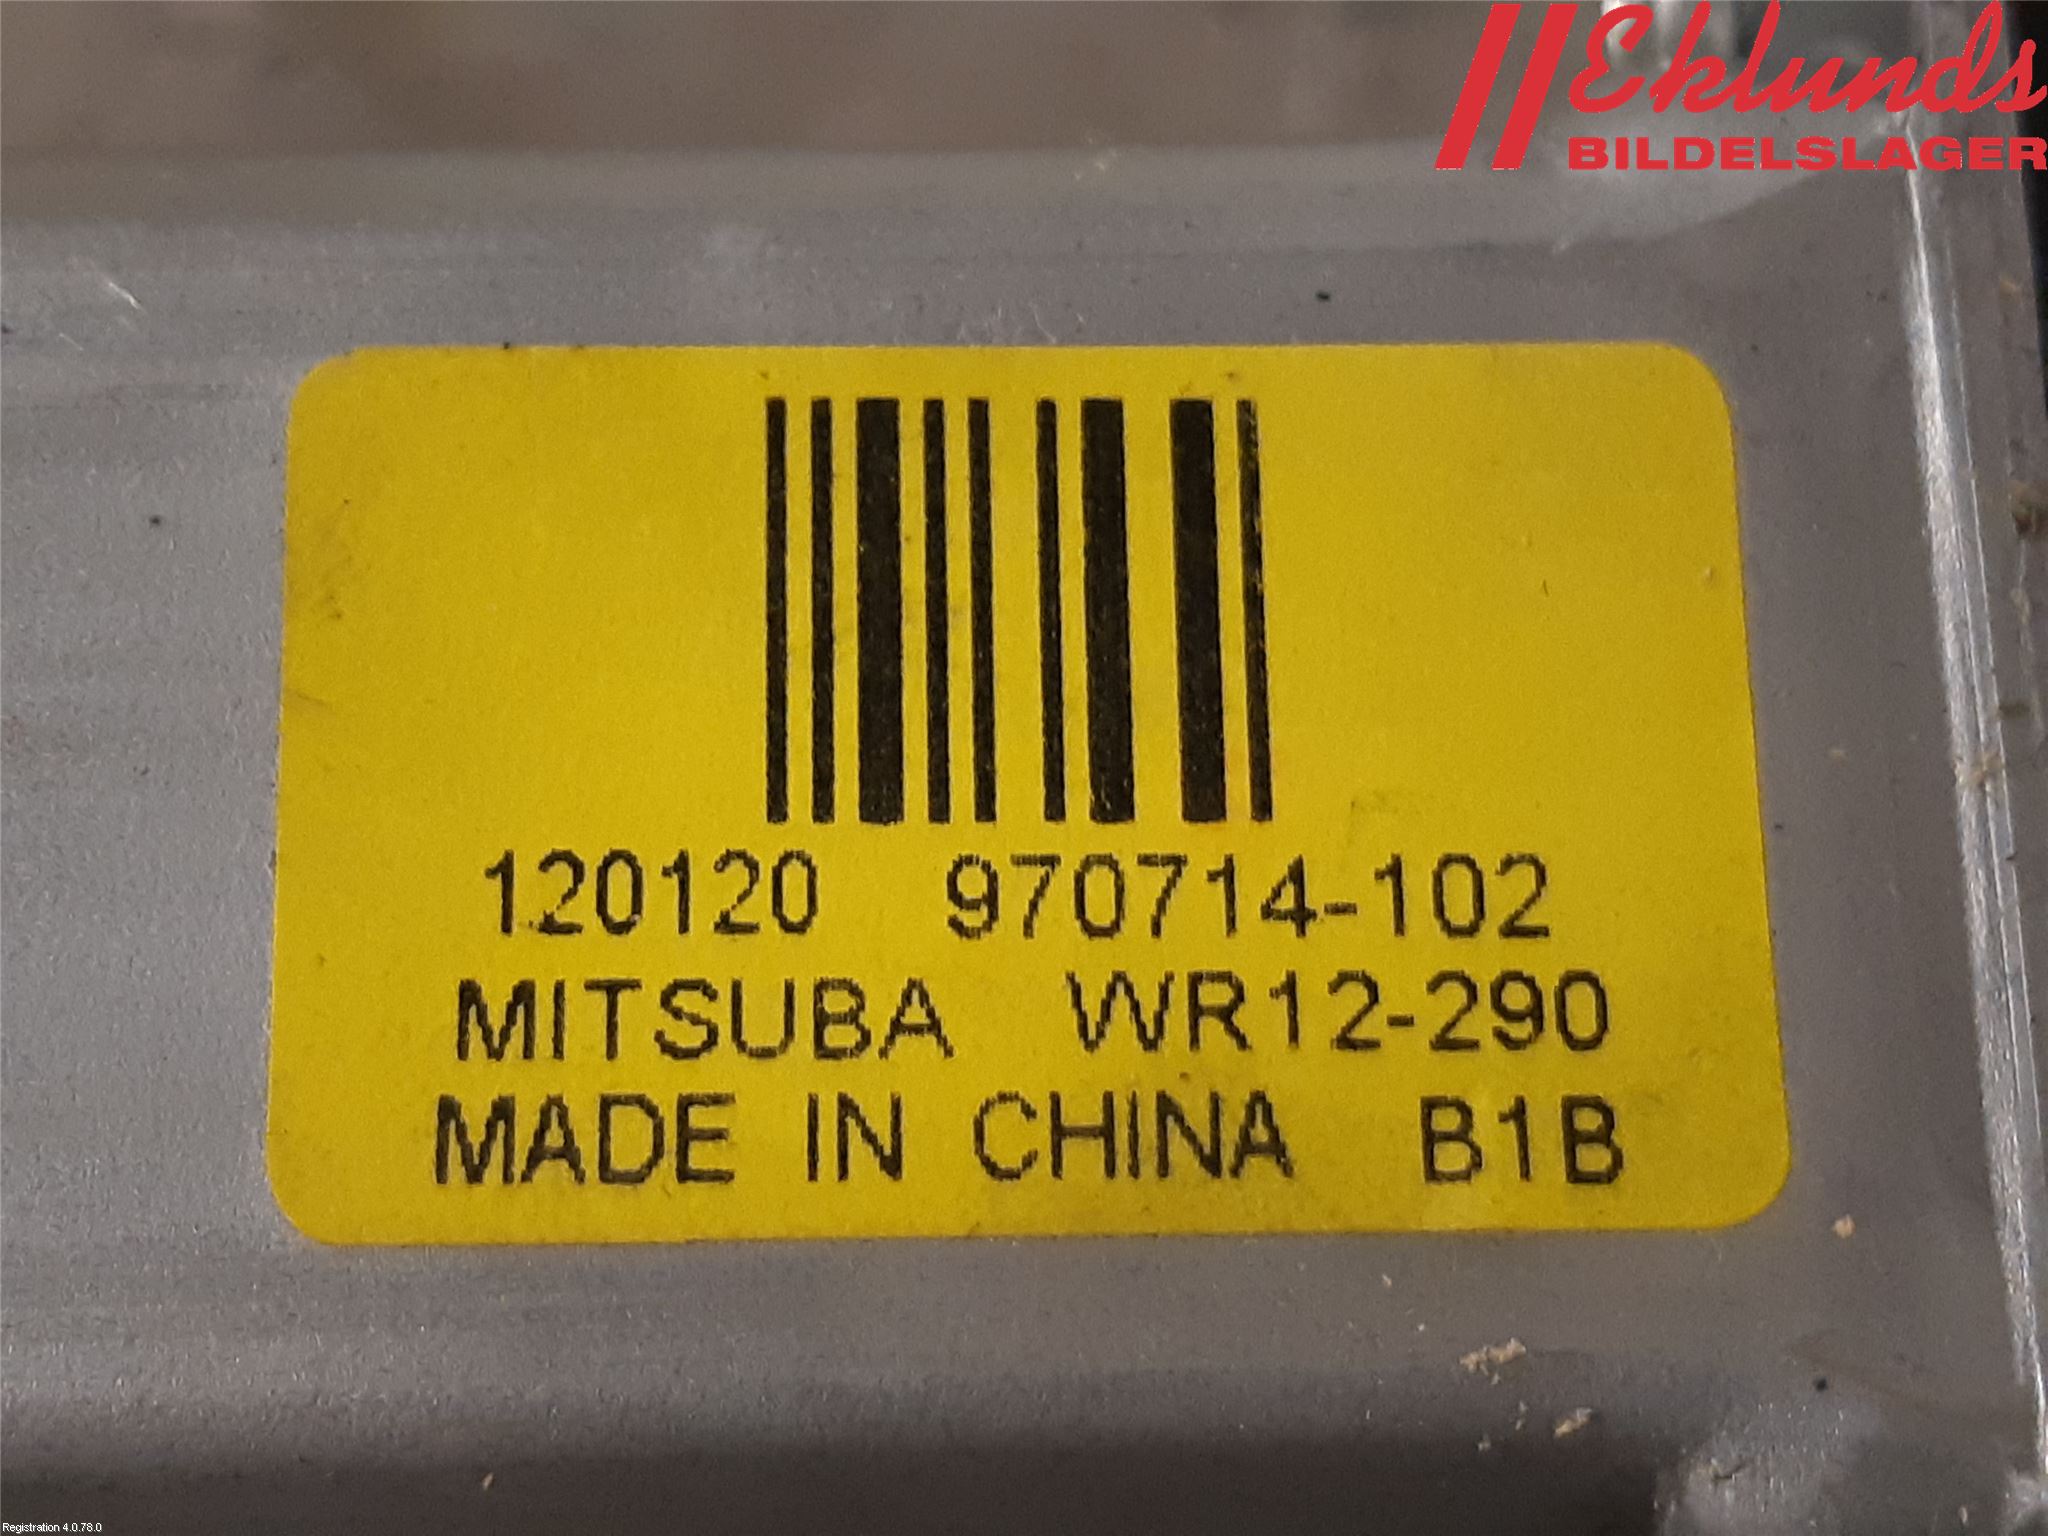 Eklunds
BILDELSLAGER
120120 970714-102
MITSUBA WR12-290
MADE IN CHINA B1B
Registration 4.0.78.0